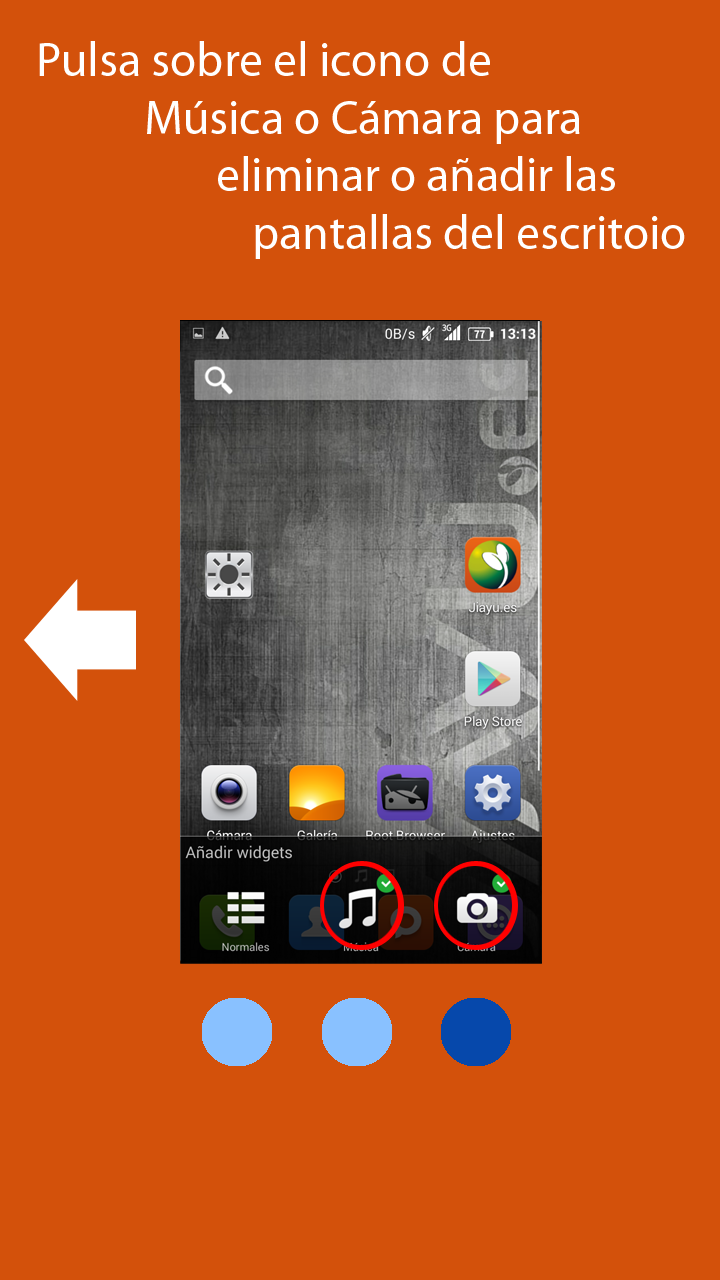 Pulsa sobre el icono de
Música o Cámara para
eliminar o añadir las
pantallas del escritoio
0B/s 3G 77 13:13
Jiayu.es
Play Store
Cámara Galería Root Browser Ajustes
Añadir widgets
Normales Música Cámara